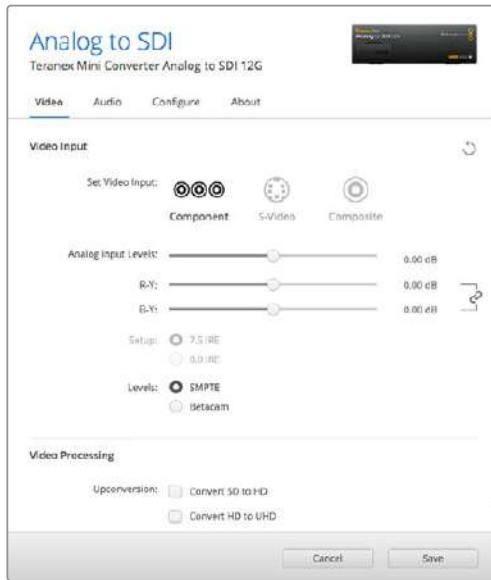 Analog to SDI
Teranex Mini Converter Analog to SDI 12G
Video Audio Configure About
Video Input
Set Video Input:
Component S-Video Composite
Analog Input Levels: 0.00 dB
R-Y: 0.00 dB
B-Y: 0.00 dB
Setup: 7.5 IRE
0.0 IRE
Levels: SMPTE
Betacam
Video Processing
Upconversion: Convert SD to HD
Convert HD to UHD
Cancel Save